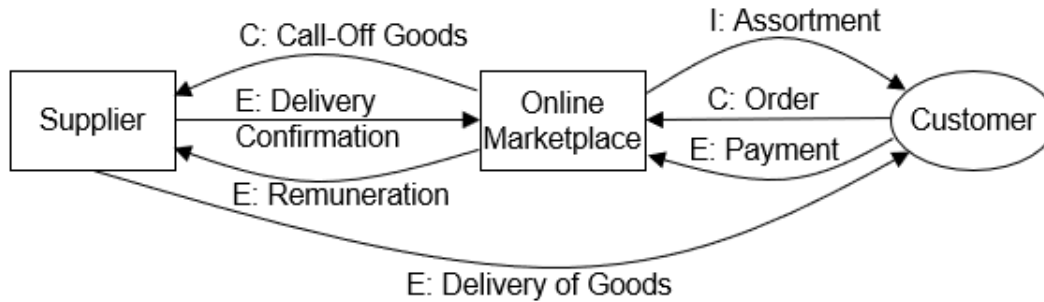 C: Call-Off Goods
I: Assortment
Supplier
E: Delivery
Confirmation
Online
Marketplace
C: Order
Customer
E: Payment
E: Remuneration
E: Delivery of Goods